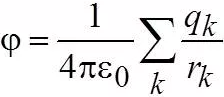 φ = 1/(4πε₀) ∑ₖ qₖ/rₖ